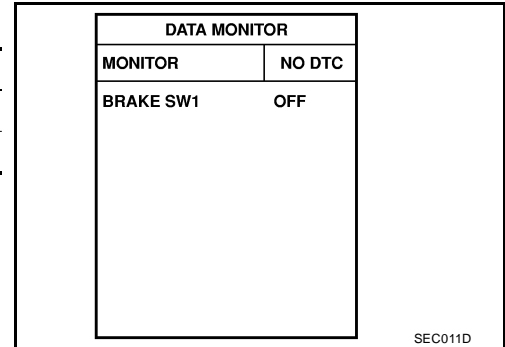 DATA MONITOR
MONITOR NO DTC
BRAKE SW1 OFF
SEC011D